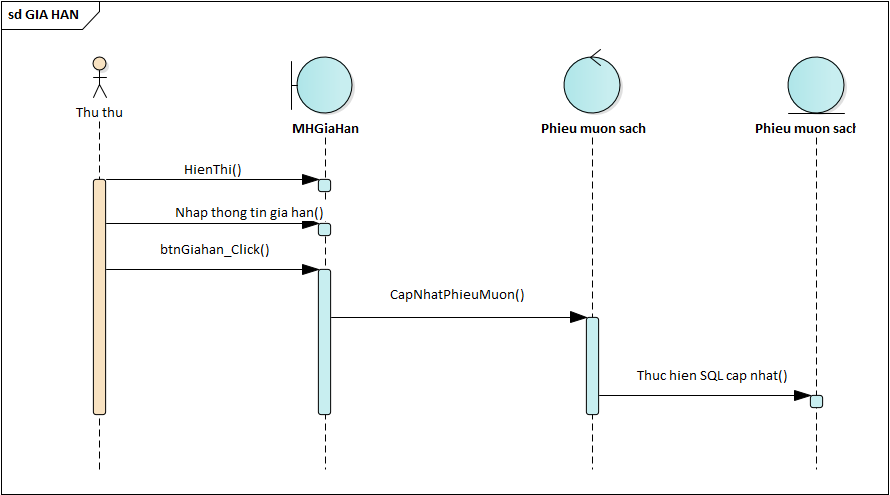 sd GIA HAN
Thu thu
MHGiaHan
Phieu muon sach
Phieu muon sach
HienThi()
Nhap thong tin gia han()
btnGiahan_Click()
CapNhatPhieuMuon()
Thuc hien SQL cap nhat()